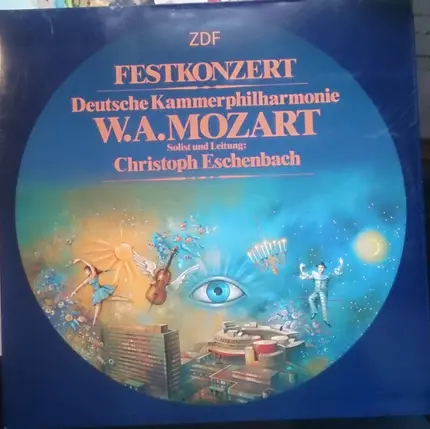 ZDF
FESTKONZERT
Deutsche Kammerphilharmonie
W.A.MOZART
Solist und Leitung:
Christoph Eschenbach